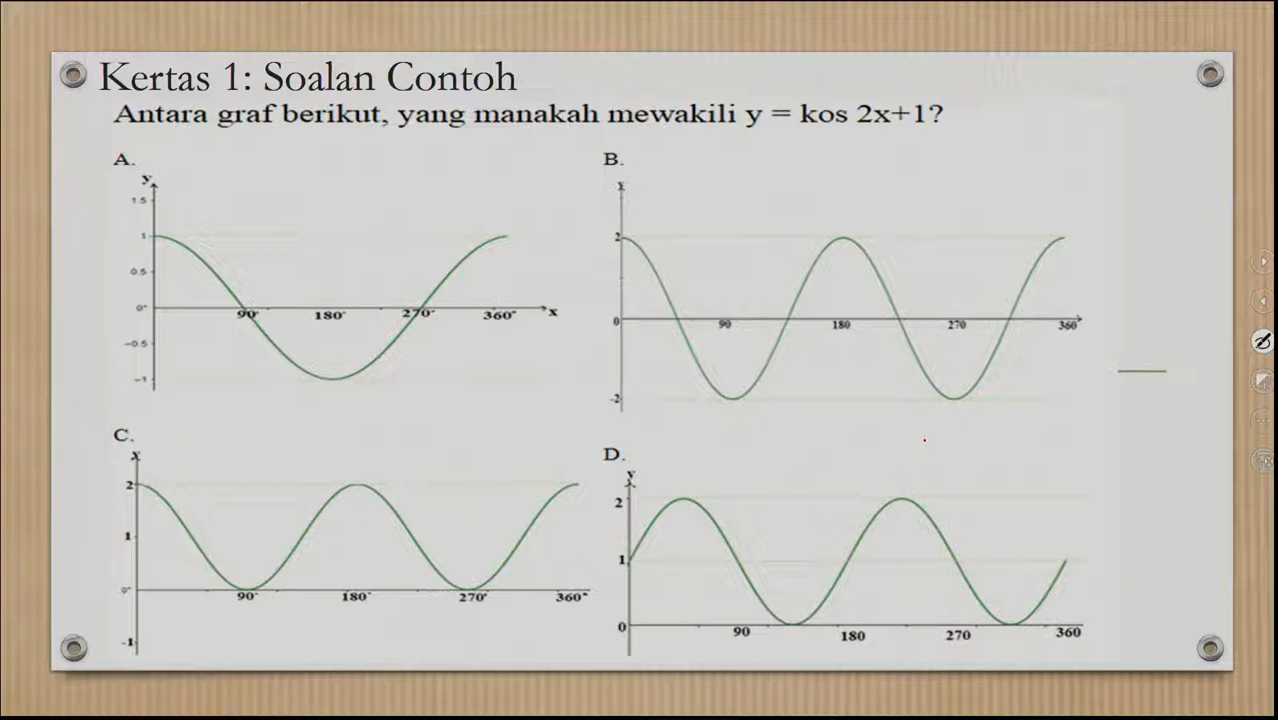 Kertas 1: Soalan Contoh
Antara graf berikut, yang manakah mewakili y = kos 2x+1?
A.
y
1.5
1
0.5
0°
-0.5
-1
90°
180°
270°
360°
x
B.
y
2
0
-2
90
180
270
360°
C.
x
2
1
0°
-1
90°
180°
270°
360°
D.
y
2
1
0
90
180
270
360